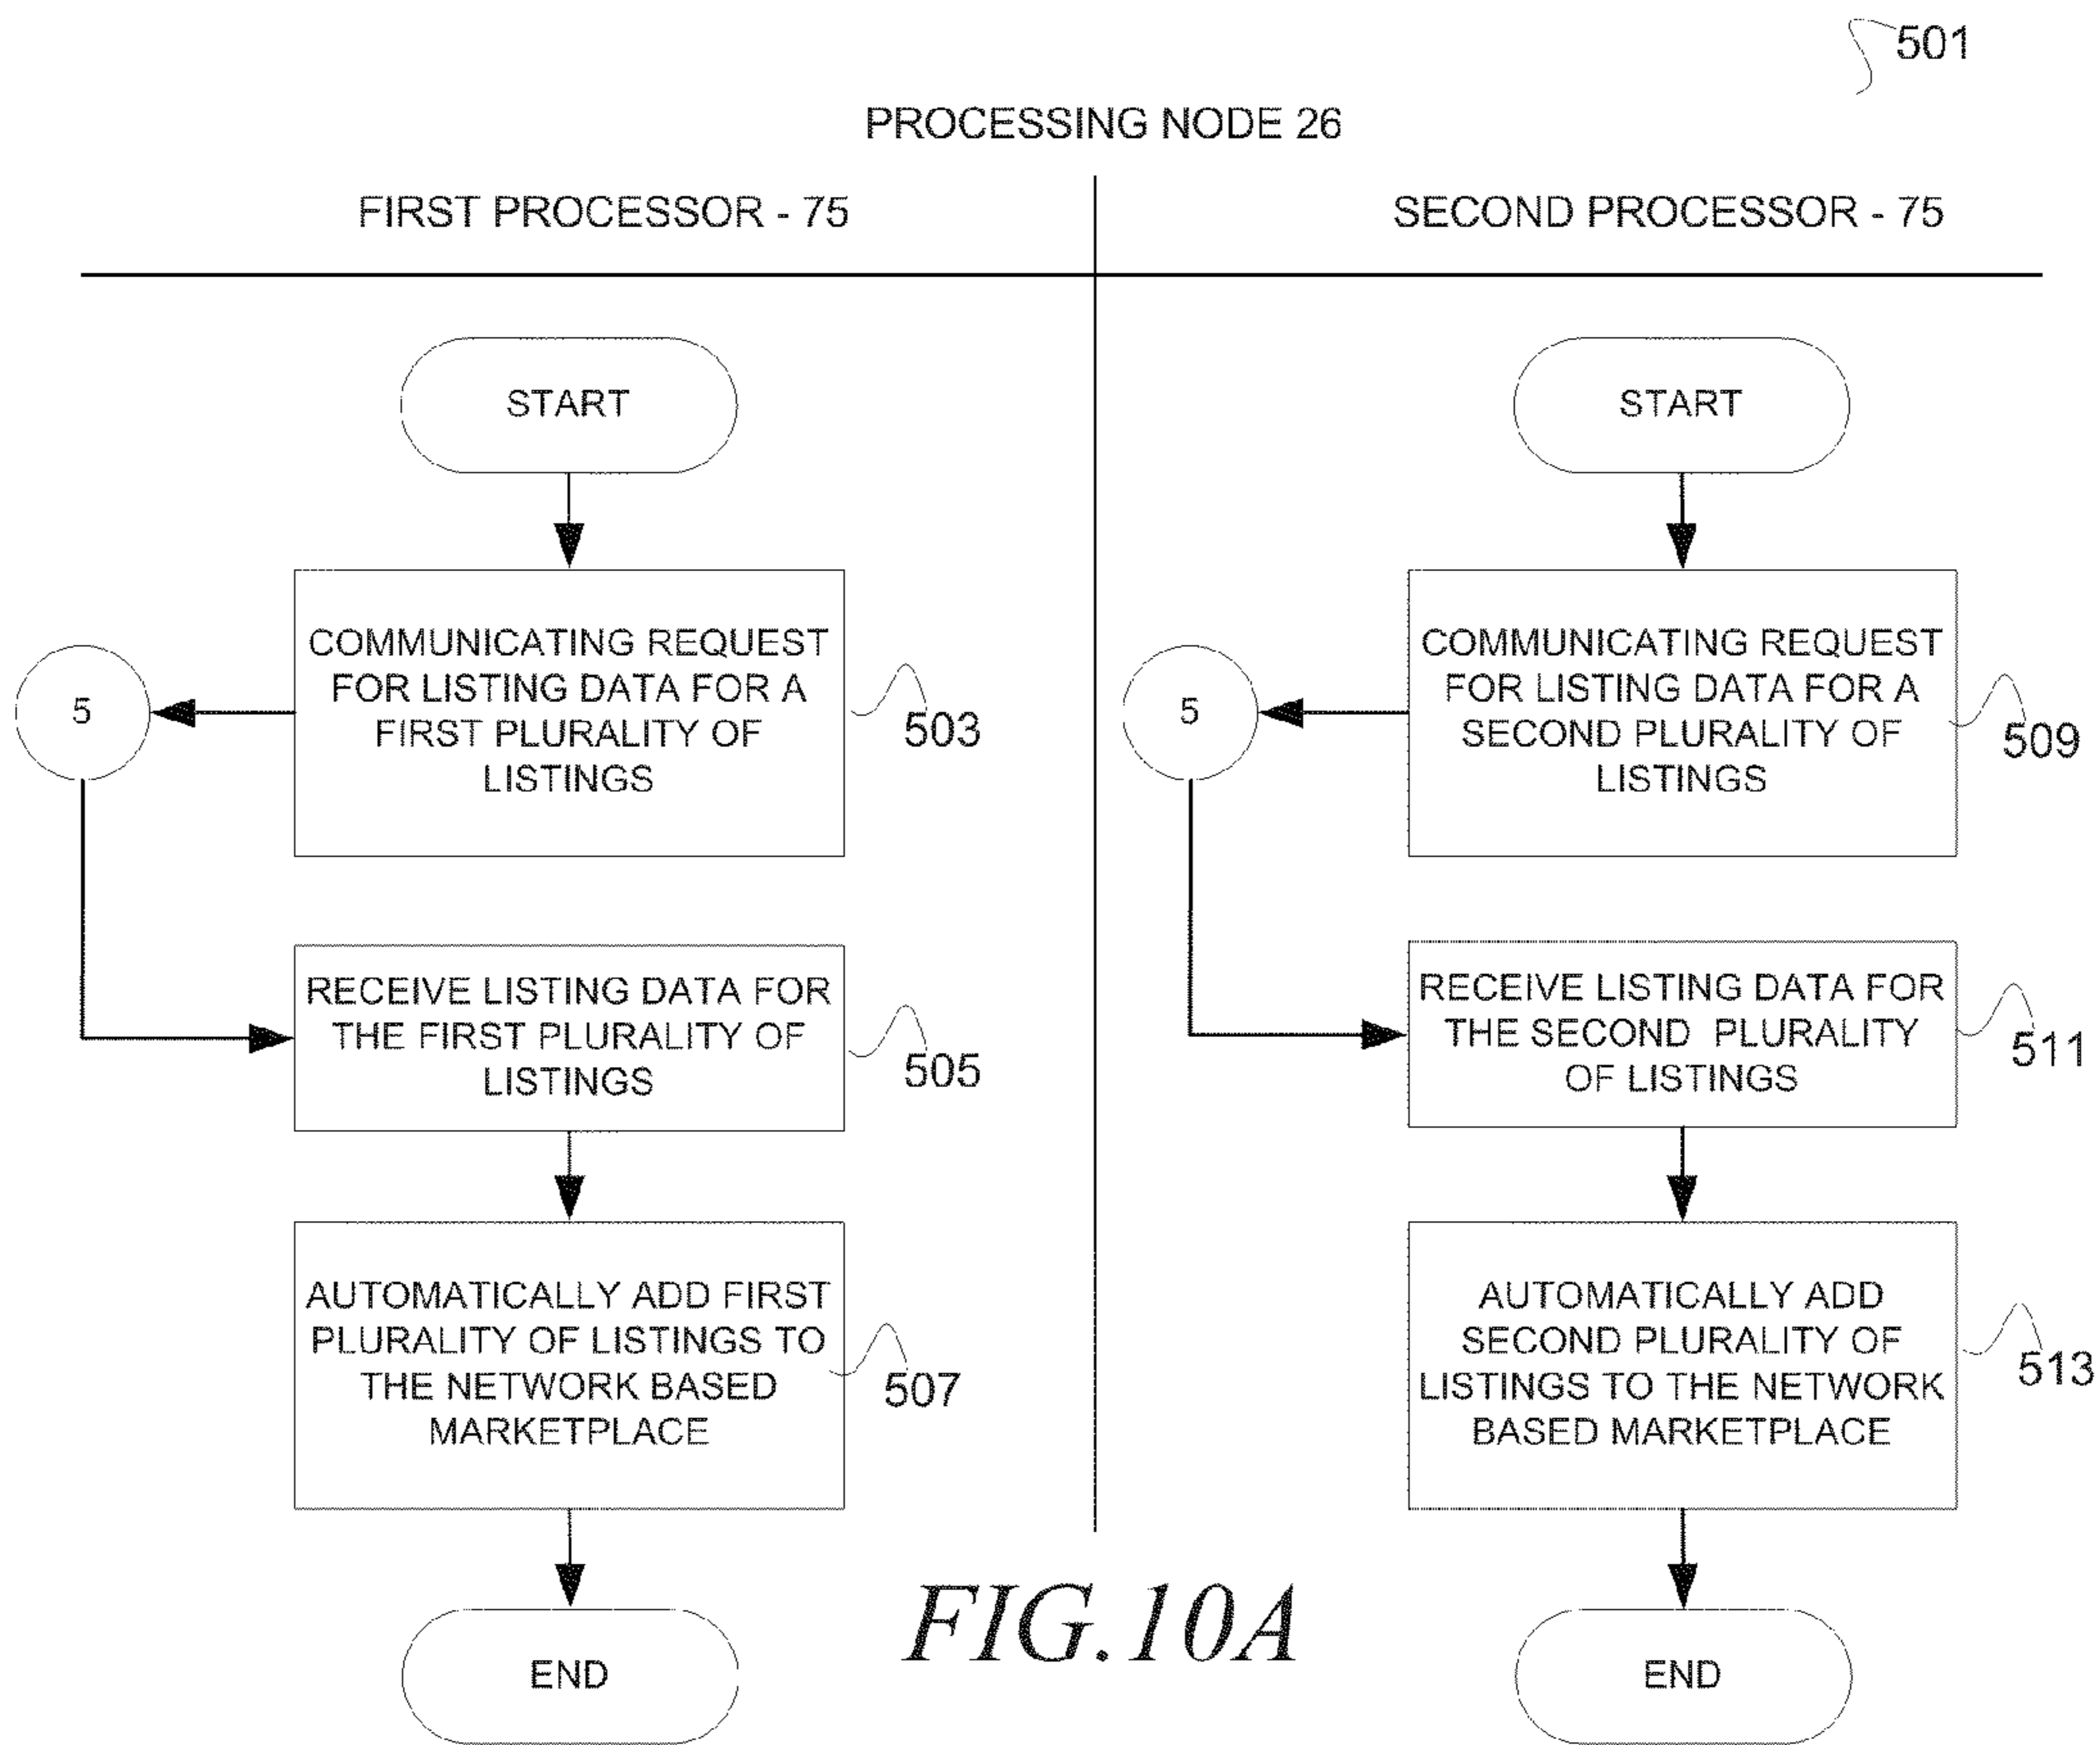 501
PROCESSING NODE 26
FIRST PROCESSOR - 75
START
COMMUNICATING REQUEST
FOR LISTING DATA FOR A
FIRST PLURALITY OF
LISTINGS
503
5
RECEIVE LISTING DATA FOR
THE FIRST PLURALITY OF
LISTINGS
505
AUTOMATICALLY ADD FIRST
PLURALITY OF LISTINGS TO
THE NETWORK BASED
MARKETPLACE
507
END
SECOND PROCESSOR - 75
START
COMMUNICATING REQUEST
FOR LISTING DATA FOR A
SECOND PLURALITY OF
LISTINGS
509
5
RECEIVE LISTING DATA FOR
THE SECOND PLURALITY
OF LISTINGS
511
AUTOMATICALLY ADD
SECOND PLURALITY OF
LISTINGS TO THE NETWORK
BASED MARKETPLACE
513
END
FIG.10A